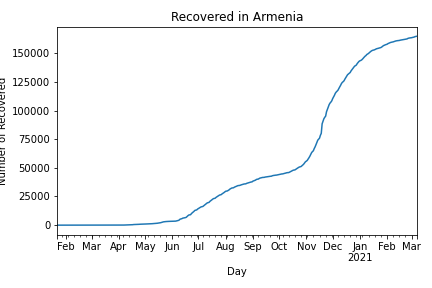 Recovered in Armenia
Number of Recovered
150000
125000
100000
75000
50000
25000
0
Feb Mar Apr May Jun Jul Aug Sep Oct Nov Dec Jan Feb Mar
2021
Day